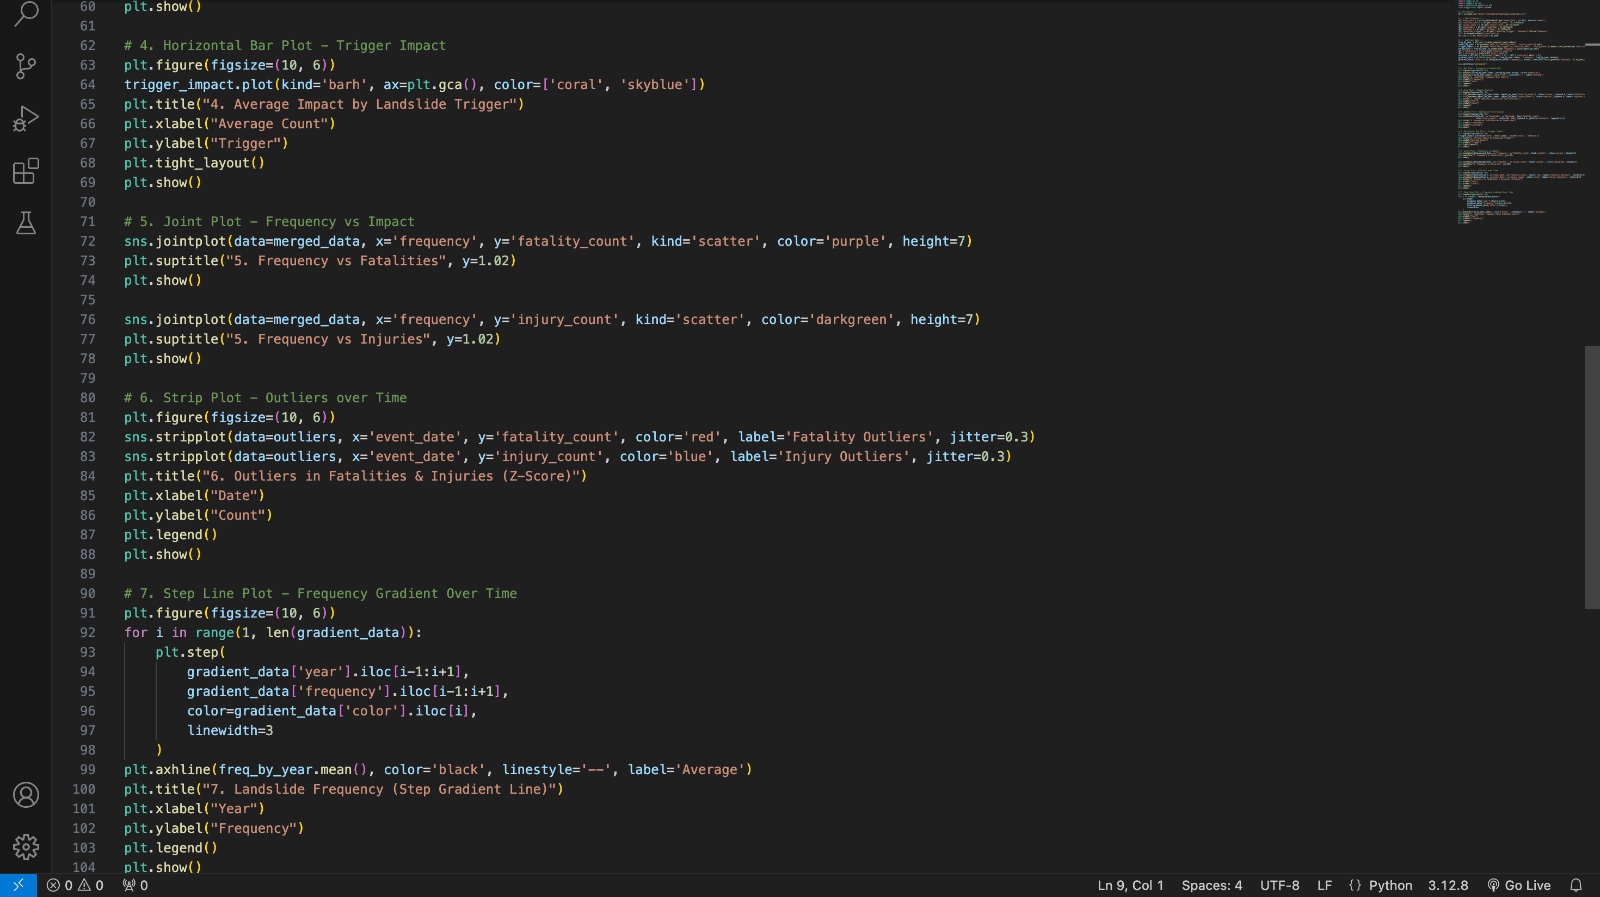 60 plt.show()
61
62 # 4. Horizontal Bar Plot – Trigger Impact
63 plt.figure(figsize=(10, 6))
64 trigger_impact.plot(kind='barh', ax=plt.gca(), color=['coral', 'skyblue'])
65 plt.title("4. Average Impact by Landslide Trigger")
66 plt.xlabel("Average Count")
67 plt.ylabel("Trigger")
68 plt.tight_layout()
69 plt.show()
70
71 # 5. Joint Plot – Frequency vs Impact
72 sns.jointplot(data=merged_data, x='frequency', y='fatality_count', kind='scatter', color='purple', height=7)
73 plt.suptitle("5. Frequency vs Fatalities", y=1.02)
74 plt.show()
75
76 sns.jointplot(data=merged_data, x='frequency', y='injury_count', kind='scatter', color='darkgreen', height=7)
77 plt.suptitle("5. Frequency vs Injuries", y=1.02)
78 plt.show()
79
80 # 6. Strip Plot – Outliers over Time
81 plt.figure(figsize=(10, 6))
82 sns.stripplot(data=outliers, x='event_date', y='fatality_count', color='red', label='Fatality Outliers', jitter=0.3)
83 sns.stripplot(data=outliers, x='event_date', y='injury_count', color='blue', label='Injury Outliers', jitter=0.3)
84 plt.title("6. Outliers in Fatalities & Injuries (Z-Score)")
85 plt.xlabel("Date")
86 plt.ylabel("Count")
87 plt.legend()
88 plt.show()
89
90 # 7. Step Line Plot – Frequency Gradient Over Time
91 plt.figure(figsize=(10, 6))
92 for i in range(1, len(gradient_data)):
93     plt.step(
94         gradient_data['year'].iloc[i-1:i+1],
95         gradient_data['frequency'].iloc[i-1:i+1],
96         color=gradient_data['color'].iloc[i],
97         linewidth=3
98     )
99 plt.axhline(freq_by_year.mean(), color='black', linestyle='--', label='Average')
100 plt.title("7. Landslide Frequency (Step Gradient Line)")
101 plt.xlabel("Year")
102 plt.ylabel("Frequency")
103 plt.legend()
104 plt.show()
0 0 0 Ln 9, Col 1 Spaces: 4 UTF-8 LF {} Python 3.12.8 Go Live